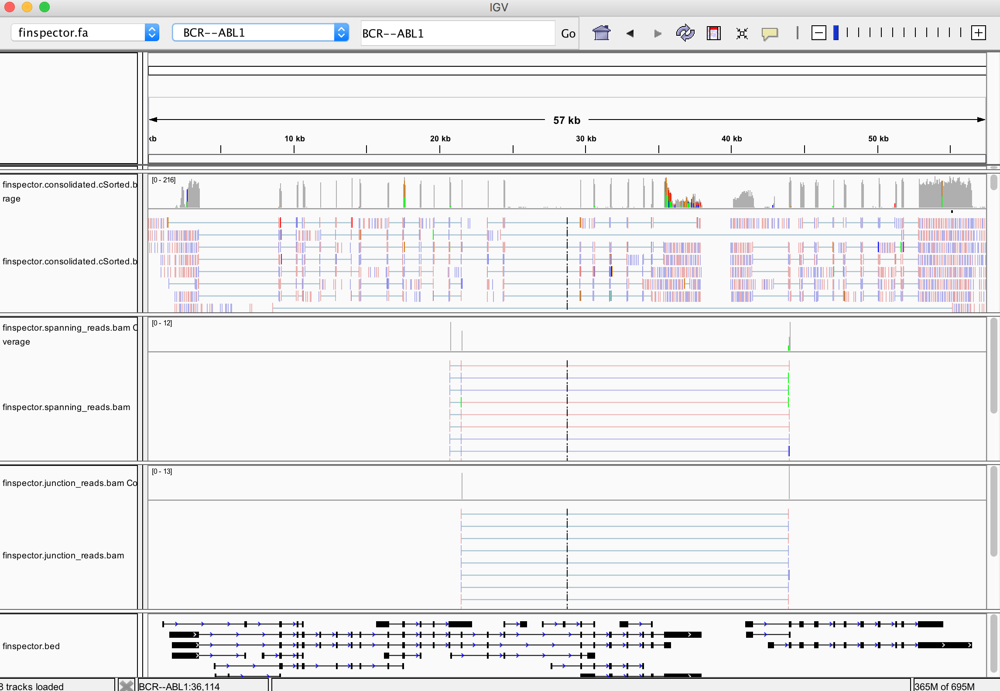 IGV
finspector.fa
BCR--ABL1
BCR--ABL1
Go
57 kb
kb
10 kb
20 kb
30 kb
40 kb
50 kb
finspector.consolidated.cSorted.b
rage
[0 - 216]
finspector.consolidated.cSorted.b
finspector.spanning_reads.bam C
verage
[0 - 12]
finspector.spanning_reads.bam
finspector.junction_reads.bam Co
[0 - 13]
finspector.junction_reads.bam
finspector.bed
8 tracks loaded
BCR--ABL1:36,114
365M of 695M